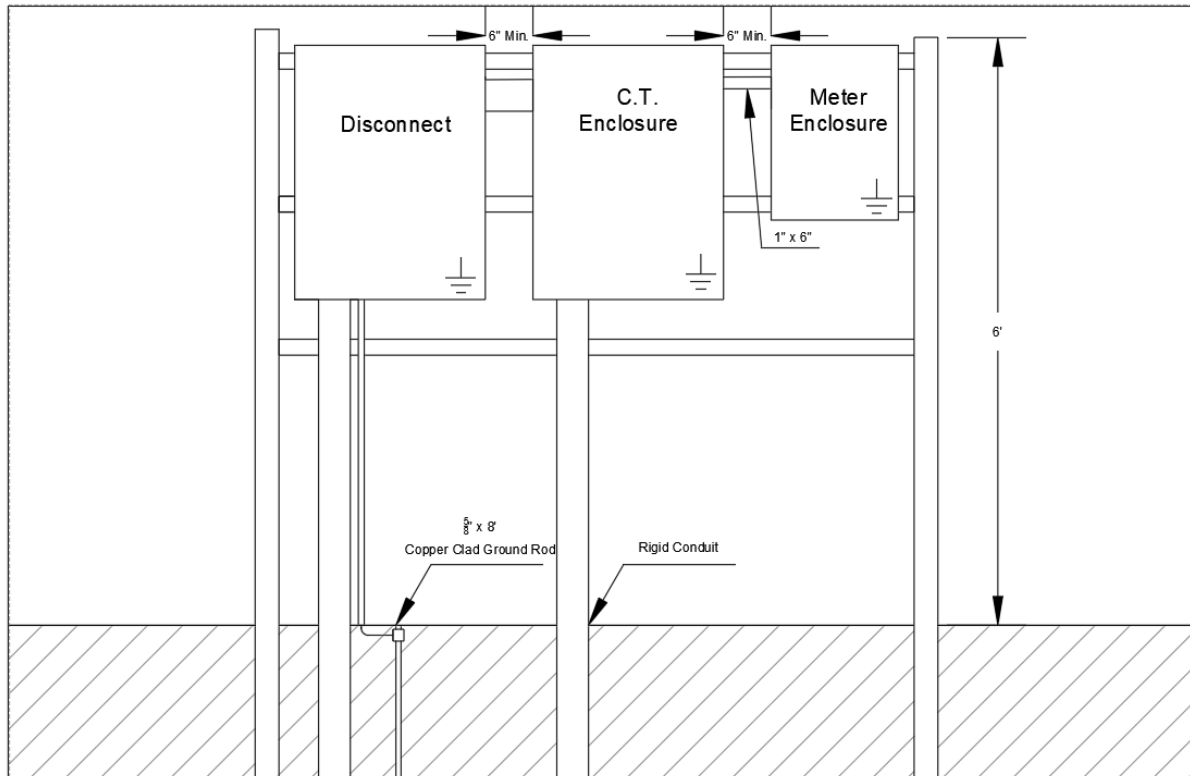 6" Min.
6" Min.
Disconnect
C.T.
Enclosure
Meter
Enclosure
1" x 6"
6'
5/8" x 8'
Copper Clad Ground Rod
Rigid Conduit